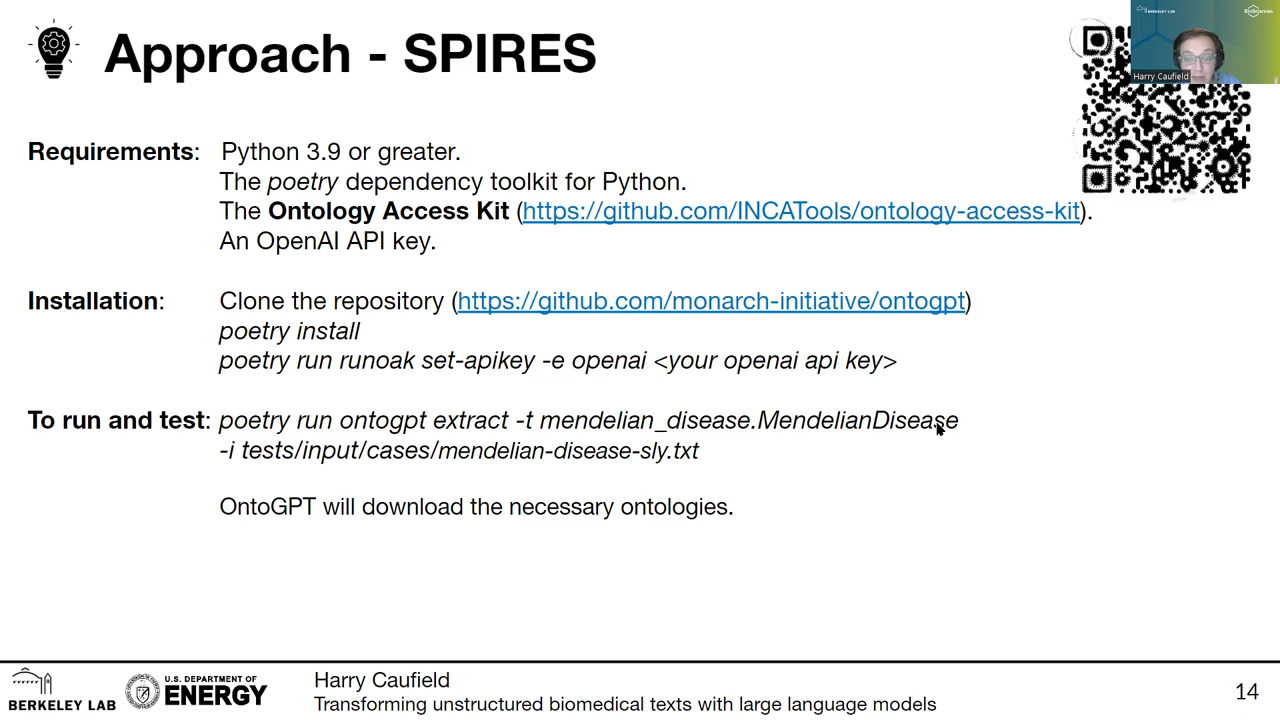 Approach - SPIRES
BERKELEY LAB
BIOSCIENCES
Harry Caufield
Requirements: Python 3.9 or greater.
The poetry dependency toolkit for Python.
The Ontology Access Kit (https://github.com/INCATools/ontology-access-kit).
An OpenAI API key.
Installation: Clone the repository (https://github.com/monarch-initiative/ontogpt)
poetry install
poetry run runoak set-apikey -e openai <your openai api key>
To run and test: poetry run ontogpt extract -t mendelian_disease.MendelianDisease
-i tests/input/cases/mendelian-disease-sly.txt
OntoGPT will download the necessary ontologies.
BERKELEY LAB
U.S. DEPARTMENT OF
ENERGY
Harry Caufield
Transforming unstructured biomedical texts with large language models
14